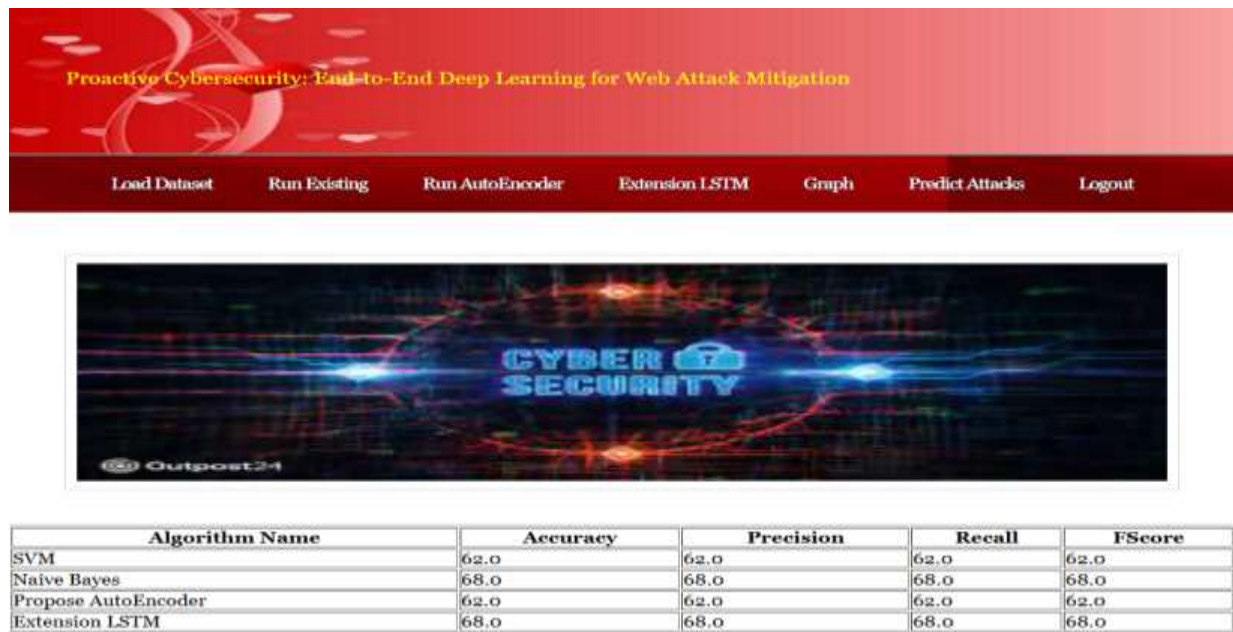 Proactive Cybersecurity: End-to-End Deep Learning for Web Attack Mitigation
Load Dataset Run Existing Run AutoEncoder Extension LSTM Graph Predict Attacks Logout
CYBER
SECURITY
Outpost24
Algorithm Name Accuracy Precision Recall FScore
SVM 62.0 62.0 62.0 62.0
Naive Bayes 68.0 68.0 68.0 68.0
Propose AutoEncoder 62.0 62.0 62.0 62.0
Extension LSTM 68.0 68.0 68.0 68.0